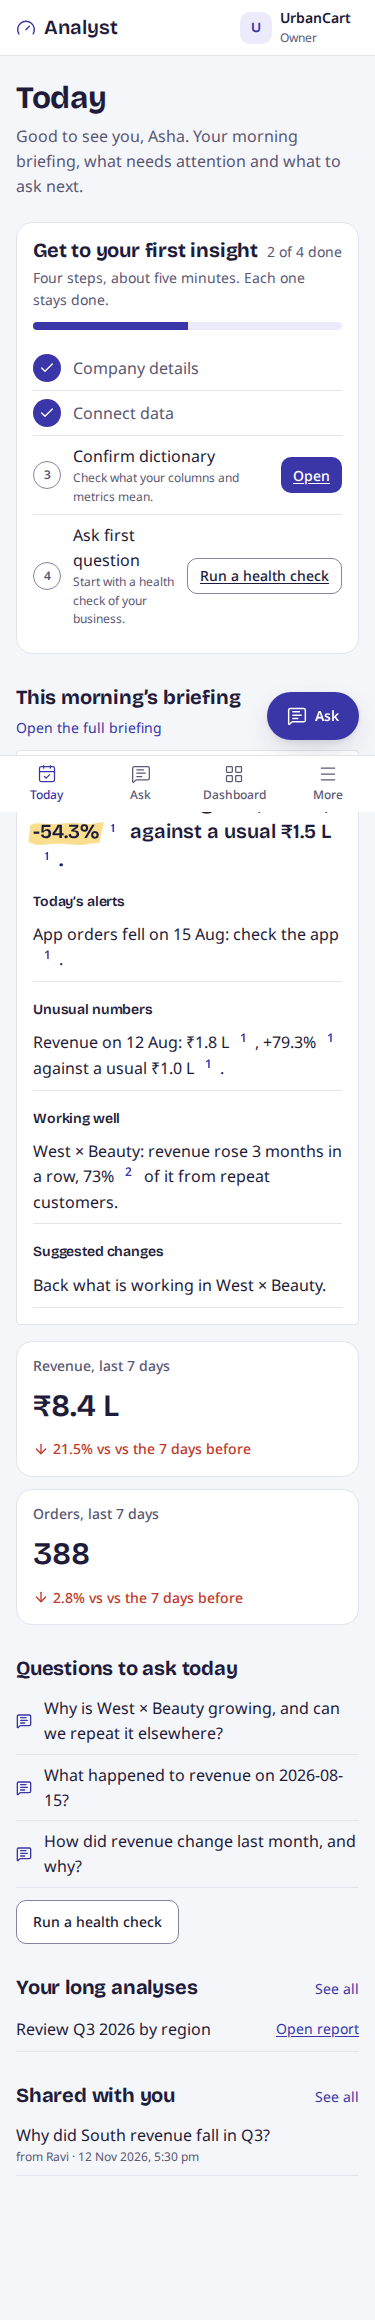 Analyst
U
UrbanCart
Owner
Today
Good to see you, Asha. Your morning
briefing, what needs attention and what to
ask next.
Get to your first insight
2 of 4 done
Four steps, about five minutes. Each one
stays done.
Company details
Connect data
3
Confirm dictionary
Check what your columns and
metrics mean.
Open
4
Ask first
question
Start with a health
check of your
business.
Run a health check
This morning's briefing
Open the full briefing
Ask
Today
Ask
Dashboard
More
-54.3% 1 against a usual ₹1.5 L
1 .
Today's alerts
App orders fell on 15 Aug: check the app
1 .
Unusual numbers
Revenue on 12 Aug: ₹1.8 L 1 , +79.3% 1
against a usual ₹1.0 L 1 .
Working well
West × Beauty: revenue rose 3 months in
a row, 73% 2 of it from repeat
customers.
Suggested changes
Back what is working in West × Beauty.
Revenue, last 7 days
₹8.4 L
↓ 21.5% vs vs the 7 days before
Orders, last 7 days
388
↓ 2.8% vs vs the 7 days before
Questions to ask today
Why is West × Beauty growing, and can
we repeat it elsewhere?
What happened to revenue on 2026-08-
15?
How did revenue change last month, and
why?
Run a health check
Your long analyses
See all
Review Q3 2026 by region
Open report
Shared with you
See all
Why did South revenue fall in Q3?
from Ravi · 12 Nov 2026, 5:30 pm